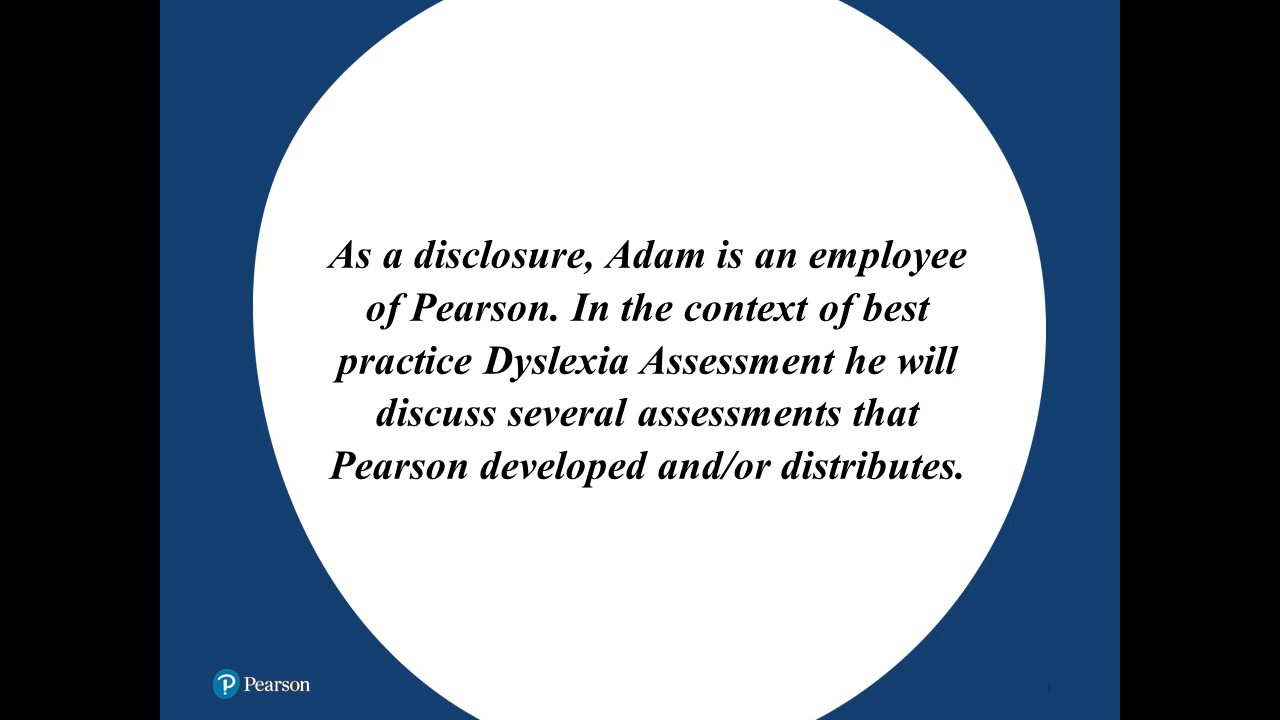 As a disclosure, Adam is an employee
of Pearson. In the context of best
practice Dyslexia Assessment he will
discuss several assessments that
Pearson developed and/or distributes.
Pearson